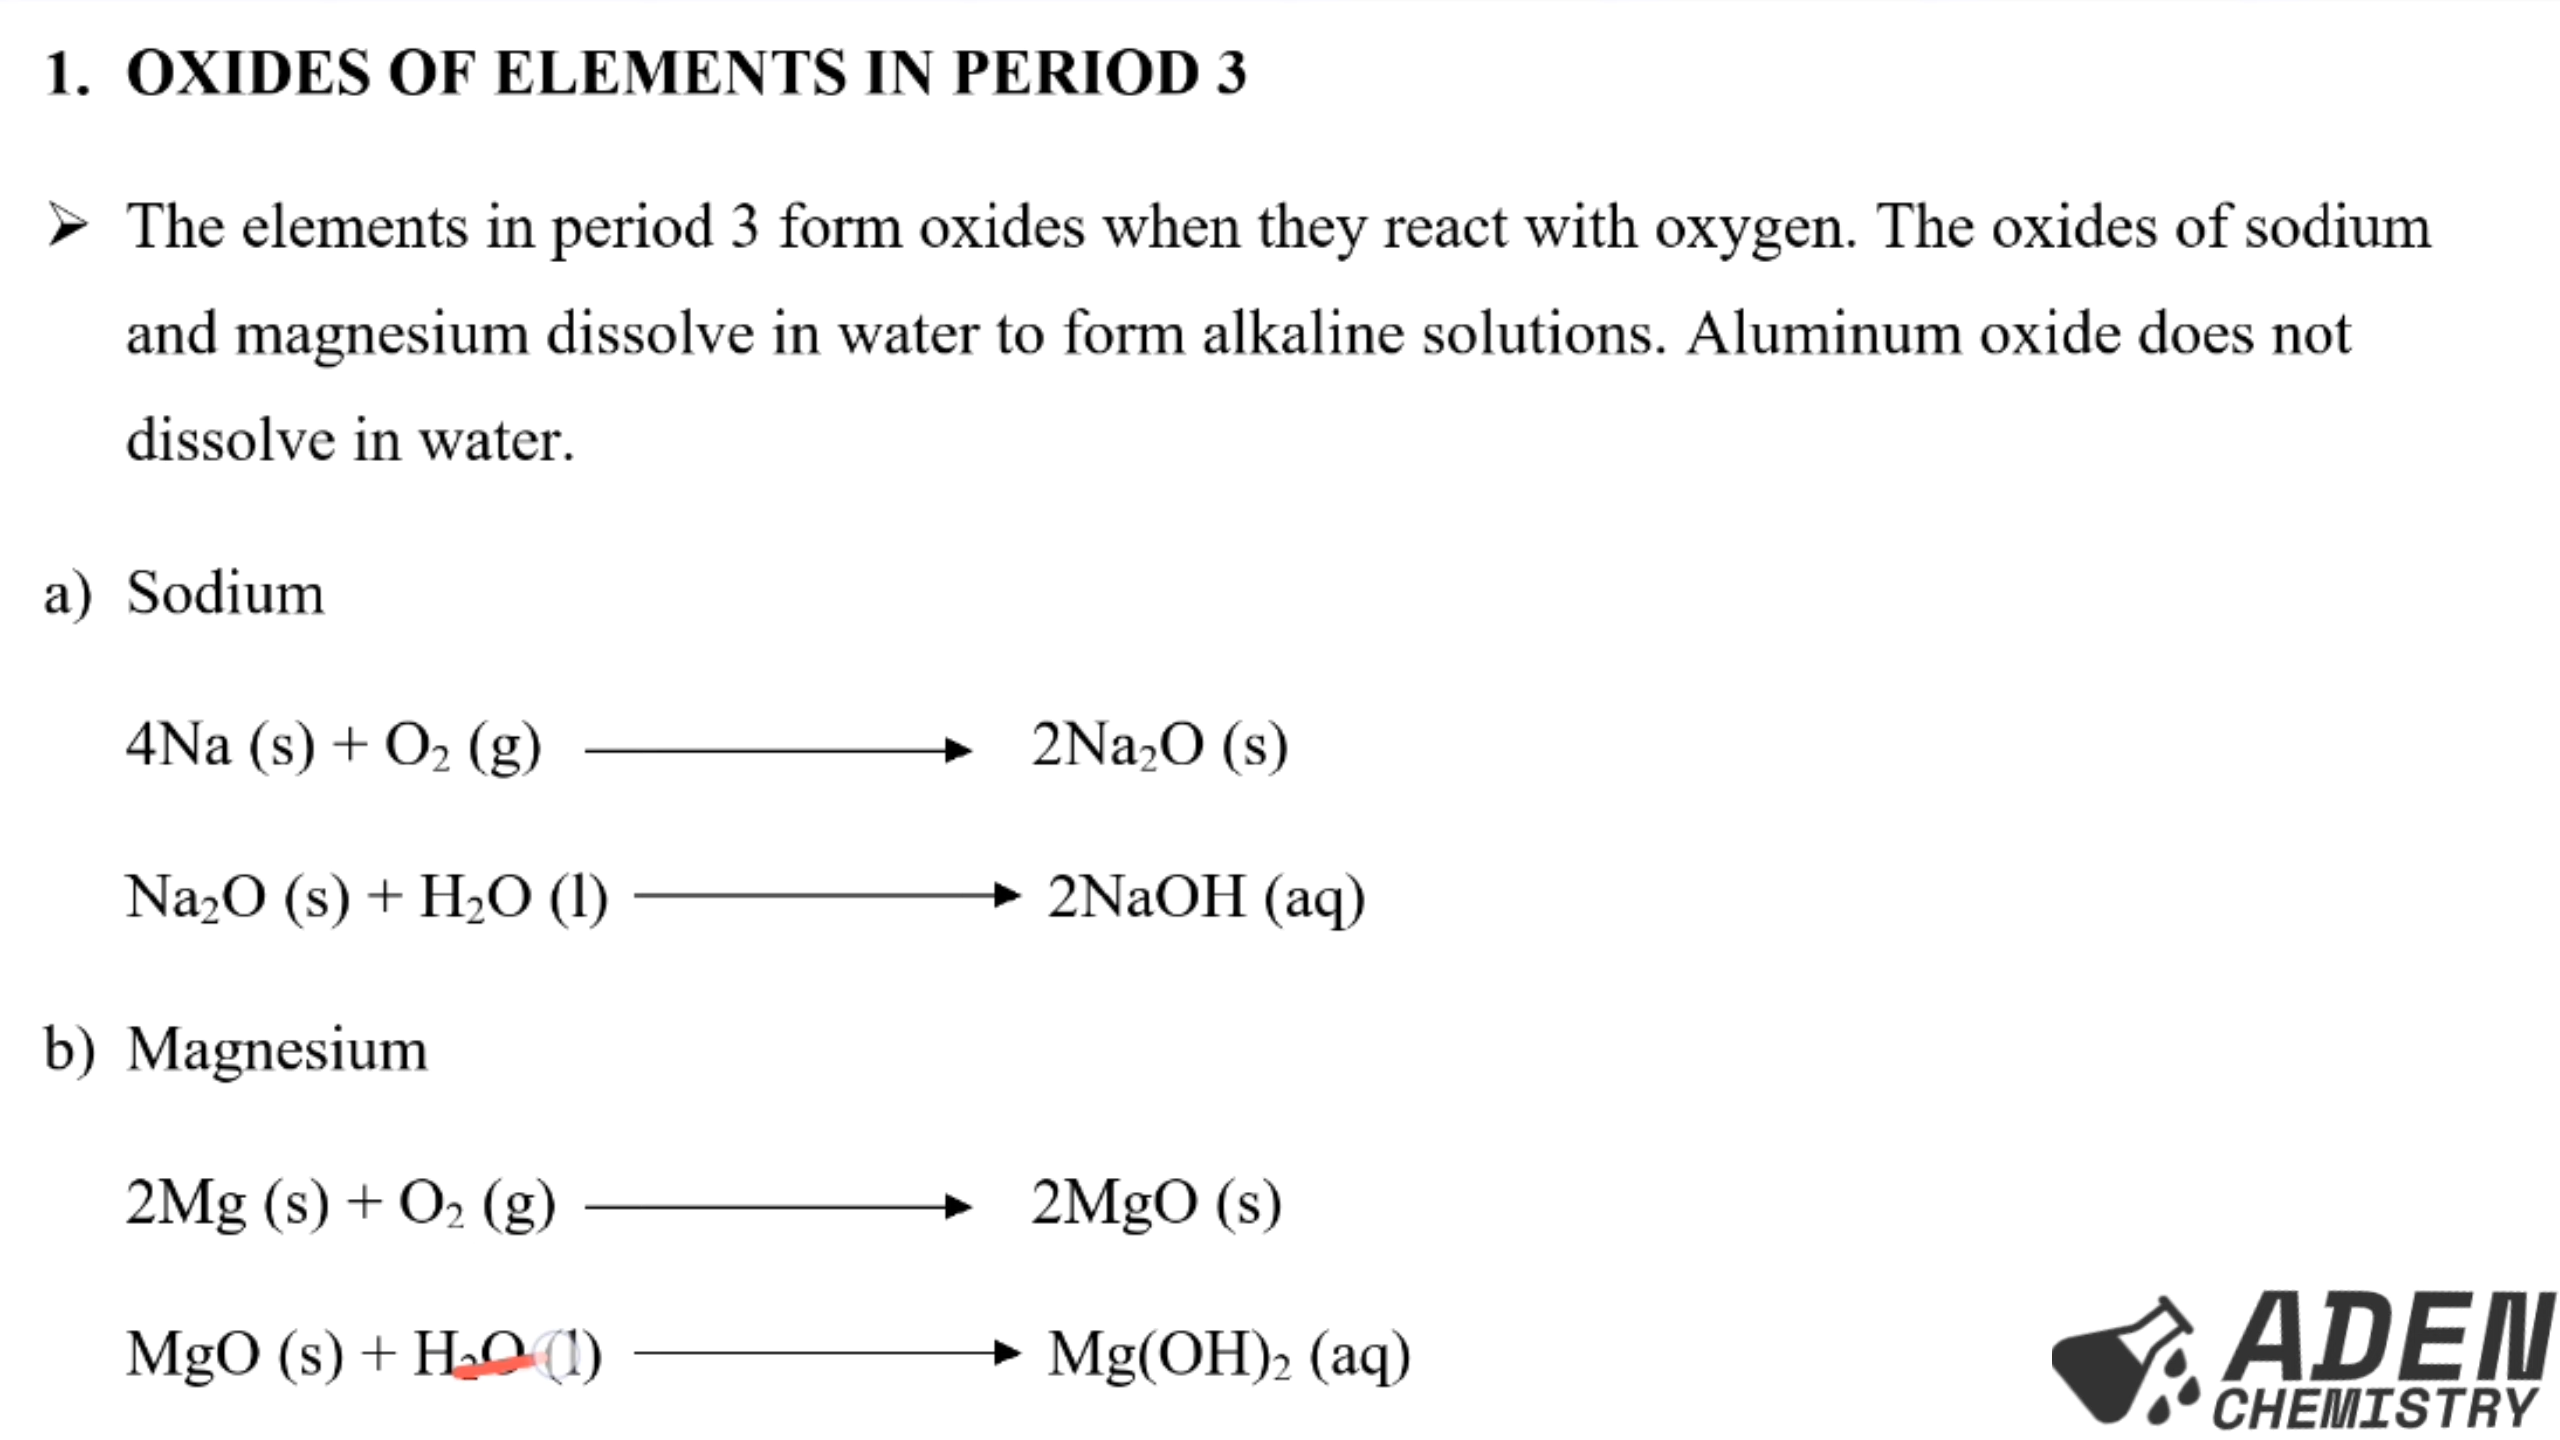 1. OXIDES OF ELEMENTS IN PERIOD 3
➢ The elements in period 3 form oxides when they react with oxygen. The oxides of sodium
and magnesium dissolve in water to form alkaline solutions. Aluminum oxide does not
dissolve in water.
a) Sodium
4Na (s) + O₂ (g) ⟶ 2Na₂O (s)
Na₂O (s) + H₂O (l) ⟶ 2NaOH (aq)
b) Magnesium
2Mg (s) + O₂ (g) ⟶ 2MgO (s)
MgO (s) + H₂O (l) ⟶ Mg(OH)₂ (aq)
ADEN
CHEMISTRY